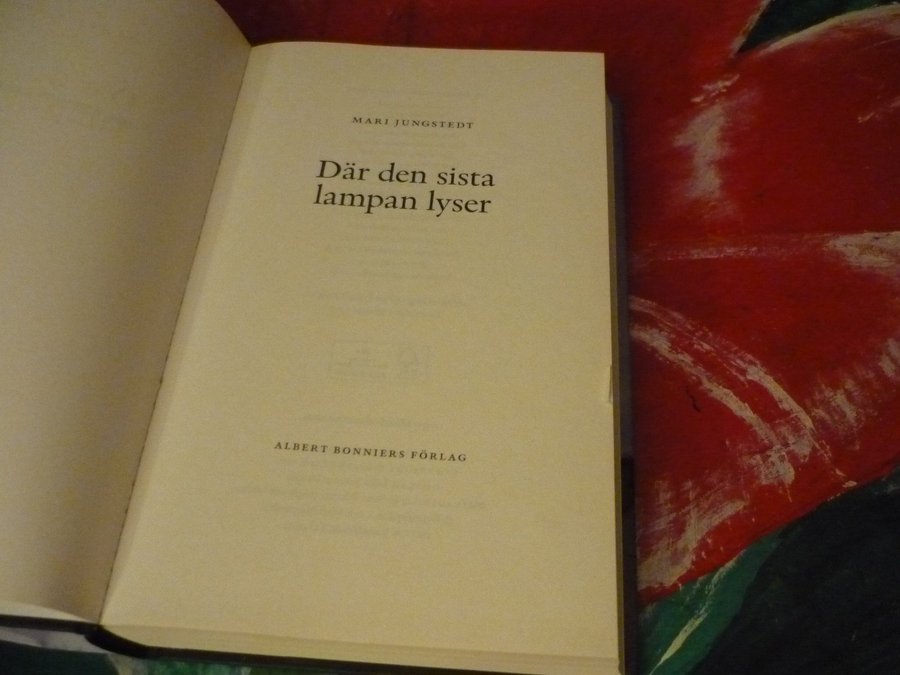 MARI JUNGSTEDT
Där den sista
lampan lyser
ALBERT BONNIERS FÖRLAG